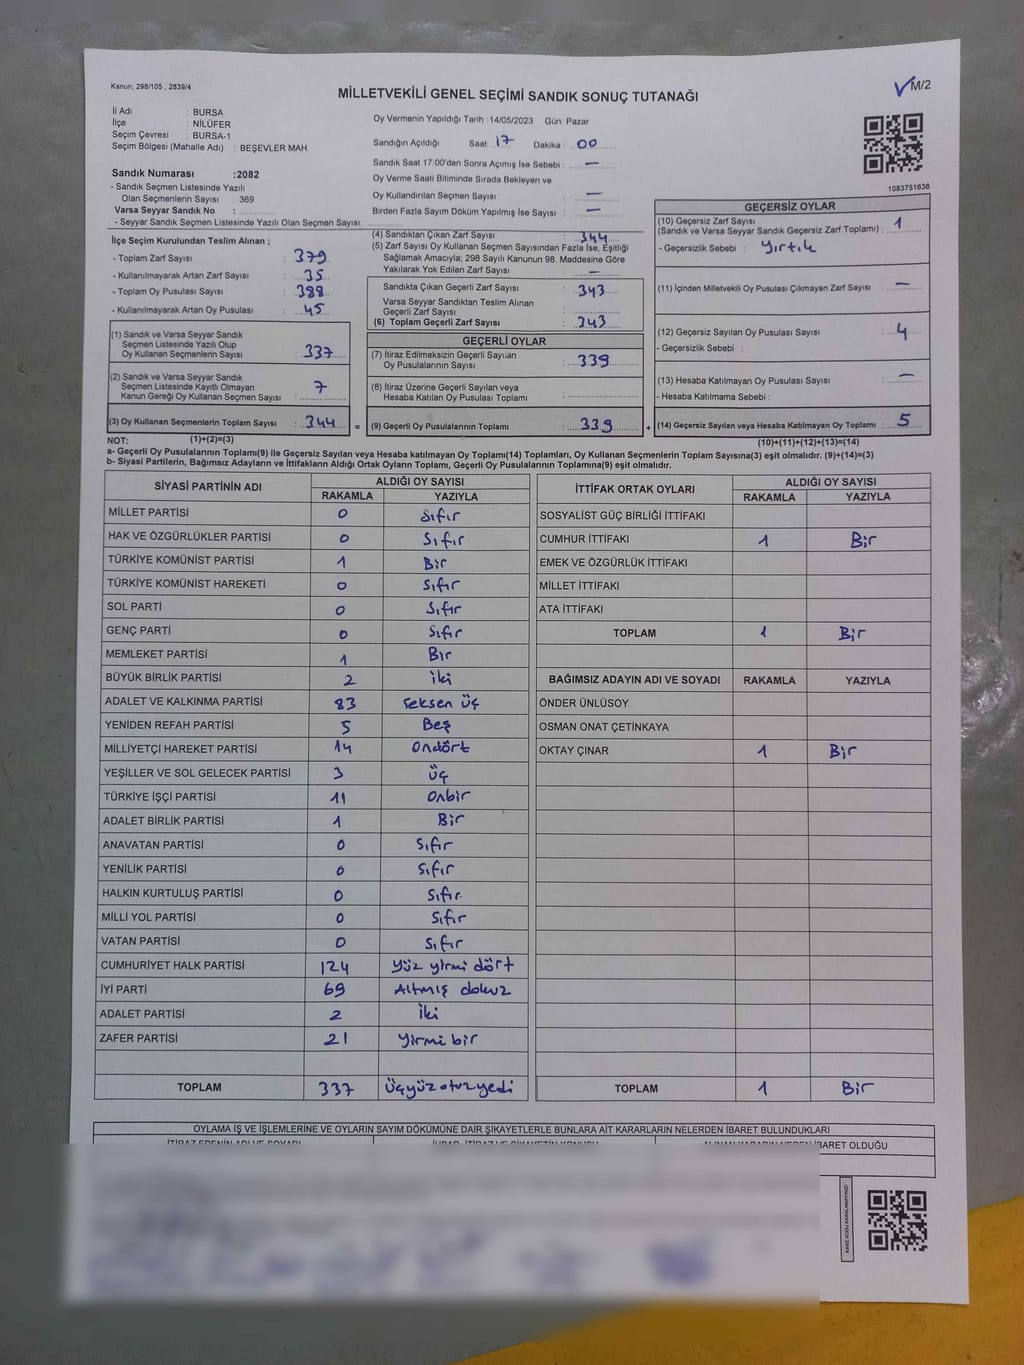 Kanun, 298/105 , 2839/4
MİLLETVEKİLİ GENEL SEÇİMİ SANDIK SONUÇ TUTANAĞI
M/2
İl Adı : BURSA
İlçe : NİLÜFER
Seçim Çevresi : BURSA-1
Seçim Bölgesi (Mahalle Adı) : BEŞEVLER MAH.
Sandık Numarası :2082
- Sandık Seçmen Listesinde Yazılı
Olan Seçmenlerin Sayısı : 369
Varsa Seyyar Sandık No :
- Seyyar Sandık Seçmen Listesinde Yazılı Olan Seçmen Sayısı:
Oy Vermenin Yapıldığı Tarih : 14/05/2023 Gün: Pazar
Sandığın Açıldığı Saat : 17 Dakika : 00
Sandık Saat 17:00'den Sonra Açımış İse Sebebi : —
Oy Verme Saati Bitiminde Sırada Bekleyen ve
Oy Kullandırılan Seçmen Sayısı : —
Birden Fazla Sayım Döküm Yapılmış İse Sayısı : —
1083751636
İlçe Seçim Kurulundan Teslim Alınan ;
- Toplam Zarf Sayısı : 379
- Kullanılmayarak Artan Zarf Sayısı : 35
- Toplam Oy Pusulası Sayısı : 388
- Kullanılmayarak Artan Oy Pusulası : 45
(1) Sandık ve Varsa Seyyar Sandık
Seçmen Listesinde Yazılı Olup
Oy Kullanan Seçmenlerin Sayısı : 337
(2) Sandık ve Varsa Seyyar Sandık
Seçmen Listesinde Kayıtlı Olmayan
Kanun Gereği Oy Kullanan Seçmen Sayısı : 7
(3) Oy Kullanan Seçmenlerin Toplam Sayısı : 344
(4) Sandıktan Çıkan Zarf Sayısı : 344
(5) Zarf Sayısı Oy Kullanan Seçmen Sayısından Fazla İse, Eşitliği
Sağlamak Amacıyla; 298 Sayılı Kanunun 98. Maddesine Göre
Yakılarak Yok Edilen Zarf Sayısı : —
Sandıkta Çıkan Geçerli Zarf Sayısı : 343
Varsa Seyyar Sandıktan Teslim Alınan
Geçerli Zarf Sayısı :
(6) Toplam Geçerli Zarf Sayısı : 343
GEÇERLİ OYLAR
(7) İtiraz Edilmeksizin Geçerli Sayılan
Oy Pusulalarının Sayısı : 339
(8) İtiraz Üzerine Geçerli Sayılan veya
Hesaba Katılan Oy Pusulası Toplamı :
= (9) Geçerli Oy Pusulalarının Toplamı : 339 +
GEÇERSİZ OYLAR
(10) Geçersiz Zarf Sayısı
(Sandık ve Varsa Seyyar Sandık Geçersiz Zarf Toplamı) : 1
- Geçersizlik Sebebi : yırtık
(11) İçinden Milletvekili Oy Pusulası Çıkmayan Zarf Sayısı : —
(12) Geçersiz Sayılan Oy Pusulası Sayısı : 4
- Geçersizlik Sebebi :
(13) Hesaba Katılmayan Oy Pusulası Sayısı : —
- Hesaba Katılmama Sebebi :
(14) Geçersiz Sayılan veya Hesaba Katılmayan Oy Toplamı : 5
NOT: (1)+(2)=(3) (10)+(11)+(12)+(13)=(14)
a- Geçerli Oy Pusulalarının Toplamı(9) ile Geçersiz Sayılan veya Hesaba Katılmayan Oy Toplamı(14) Toplamları, Oy Kullanan Seçmenlerin Toplam Sayısına(3) eşit olmalıdır. (9)+(14)=(3)
b- Siyasi Partilerin, Bağımsız Adayların ve İttifakların Aldığı Ortak Oyların Toplamı, Geçerli Oy Pusulalarının Toplamına(9) eşit olmalıdır.
SİYASİ PARTİNİN ADI ALDIĞI OY SAYISI
RAKAMLA YAZIYLA
MİLLET PARTİSİ 0 Sıfır
HAK VE ÖZGÜRLÜKLER PARTİSİ 0 Sıfır
TÜRKİYE KOMÜNİST PARTİSİ 1 Bir
TÜRKİYE KOMÜNİST HAREKETİ 0 Sıfır
SOL PARTİ 0 Sıfır
GENÇ PARTİ 0 Sıfır
MEMLEKET PARTİSİ 1 Bir
BÜYÜK BİRLİK PARTİSİ 2 iki
ADALET VE KALKINMA PARTİSİ 83 seksen üç
YENİDEN REFAH PARTİSİ 5 Beş
MİLLİYETÇİ HAREKET PARTİSİ 14 ondört
YEŞİLLER VE SOL GELECEK PARTİSİ 3 üç
TÜRKİYE İŞÇİ PARTİSİ 11 onbir
ADALET BİRLİK PARTİSİ 1 Bir
ANAVATAN PARTİSİ 0 Sıfır
YENİLİK PARTİSİ 0 Sıfır
HALKIN KURTULUŞ PARTİSİ 0 Sıfır
MİLLİ YOL PARTİSİ 0 Sıfır
VATAN PARTİSİ 0 Sıfır
CUMHURİYET HALK PARTİSİ 124 yüz yirmi dört
İYİ PARTİ 69 Altmış dokuz
ADALET PARTİSİ 2 İki
ZAFER PARTİSİ 21 yirmi bir
TOPLAM 337 üçyüz otuz yedi
İTTİFAK ORTAK OYLARI ALDIĞI OY SAYISI
RAKAMLA YAZIYLA
SOSYALİST GÜÇ BİRLİĞİ İTTİFAKI
CUMHUR İTTİFAKI 1 Bir
EMEK VE ÖZGÜRLÜK İTTİFAKI
MİLLET İTTİFAKI
ATA İTTİFAKI
TOPLAM 1 Bir
BAĞIMSIZ ADAYIN ADI VE SOYADI RAKAMLA YAZIYLA
ÖNDER ÜNLÜSOY
OSMAN ONAT ÇETİNKAYA
OKTAY ÇINAR 1 Bir
TOPLAM 1 Bir
OYLAMA İŞ VE İŞLEMLERİNE VE OYLARIN SAYIM DÖKÜMÜNE DAİR ŞİKAYETLERLE BUNLARA AİT KARARLARIN NELERDEN İBARET BULUNDUKLARI
İTİRAZ EDENİN ADI VE SOYADI İHBAR, İTİRAZ VE ŞİKAYETİN KONUSU ALINAN KARARIN NEDEN İBARET OLDUĞU
KARE KODU KARALAMAYINIZ!